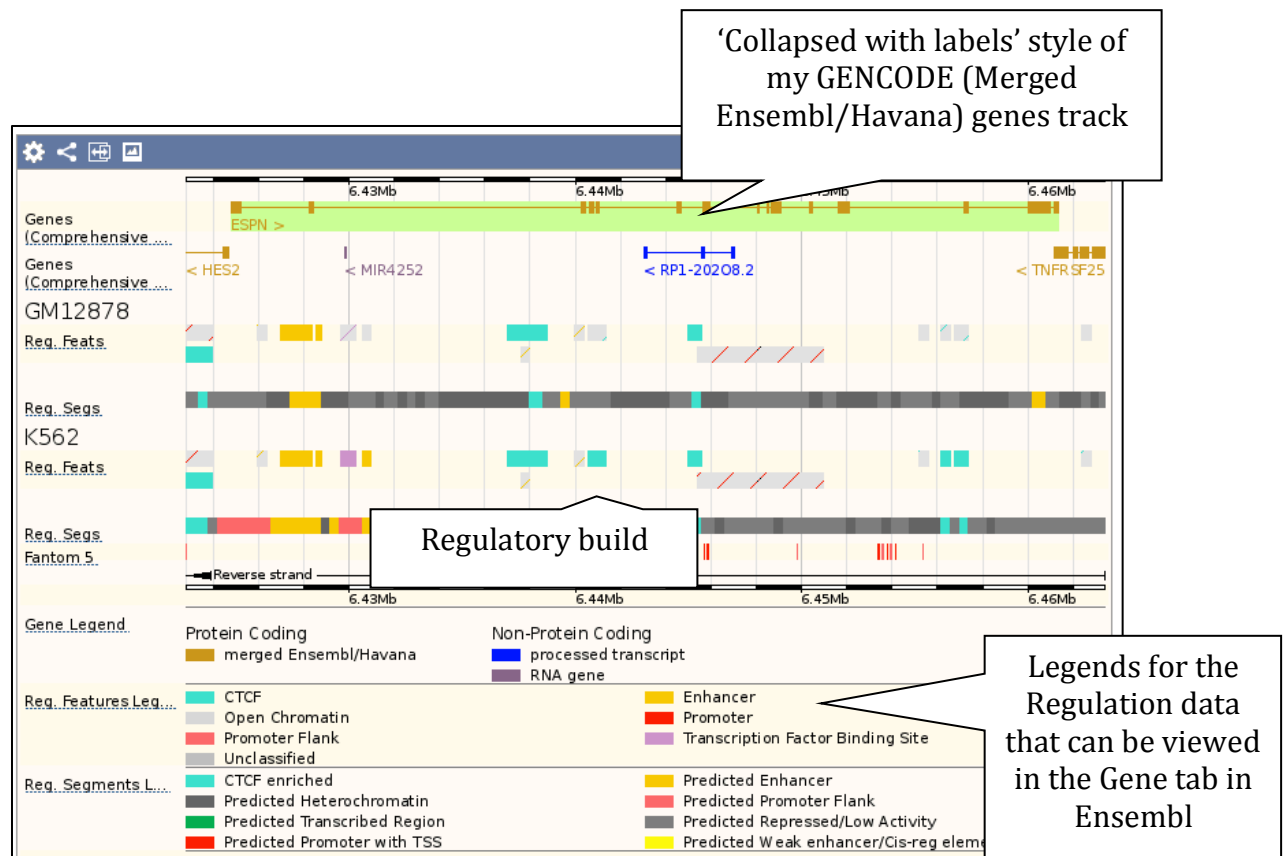 ‘Collapsed with labels’ style of
my GENCODE (Merged
Ensembl/Havana) genes track
6.43Mb 6.44Mb 6.46Mb
Genes
(Comprehensive ...
ESPN >
Genes
(Comprehensive ...
< HES2 < MIR4252 < RP1-202O8.2 < TNFRSF25
GM12878
Reg. Feats
Reg. Segs
K562
Reg. Feats
Reg. Segs
Regulatory build
Fantom 5
Reverse strand
6.43Mb 6.44Mb 6.45Mb 6.46Mb
Gene Legend
Protein Coding Non-Protein Coding
merged Ensembl/Havana processed transcript
RNA gene
Legends for the
Regulation data
that can be viewed
in the Gene tab in
Ensembl
Reg. Features Leg...
CTCF Enhancer
Open Chromatin Promoter
Promoter Flank Transcription Factor Binding Site
Unclassified
Reg. Segments L...
CTCF enriched Predicted Enhancer
Predicted Heterochromatin Predicted Promoter Flank
Predicted Transcribed Region Predicted Repressed/Low Activity
Predicted Promoter with TSS Predicted Weak enhancer/Cis-reg eleme